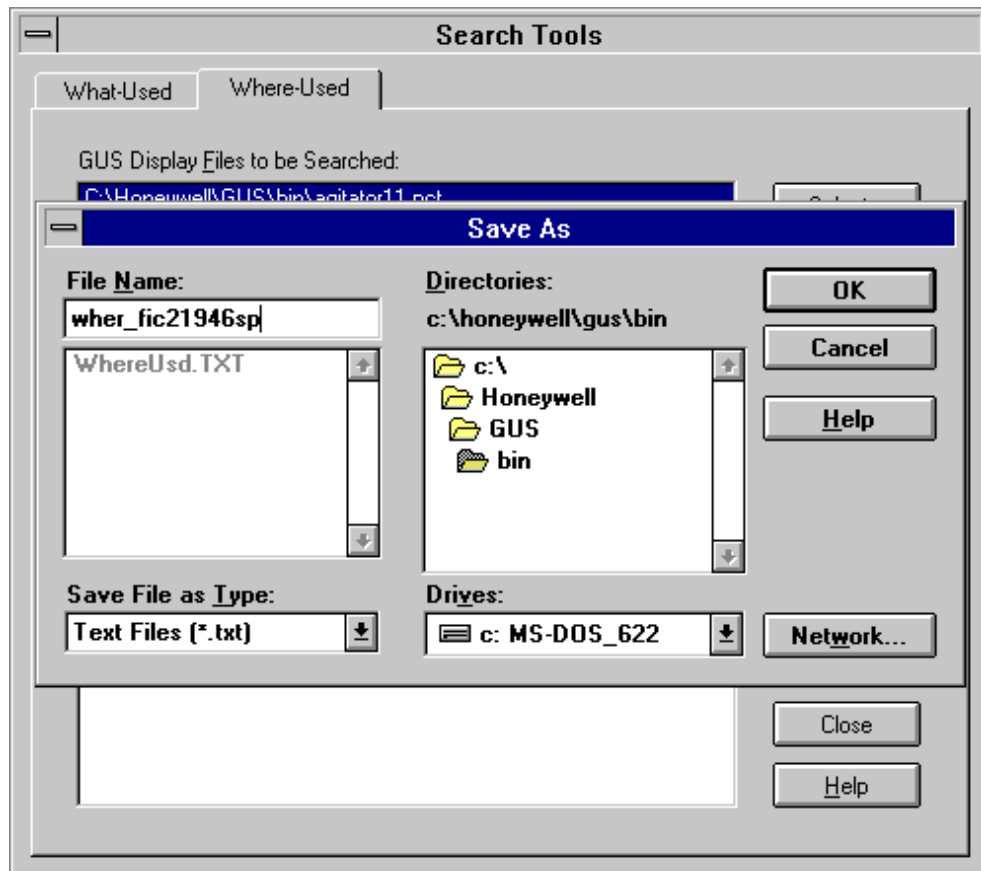 Search Tools
What-Used
Where-Used
GUS Display Files to be Searched:
C:\Honeywell\GUS\bin\agitator11.pct
Save As
File Name:
Directories:
OK
wher_fic21946sp
c:\honeywell\gus\bin
Cancel
WhereUsd.TXT
c:\
Honeywell
Help
GUS
bin
Save File as Type:
Drives:
Text Files (*.txt)
c: MS-DOS_622
Network...
Close
Help